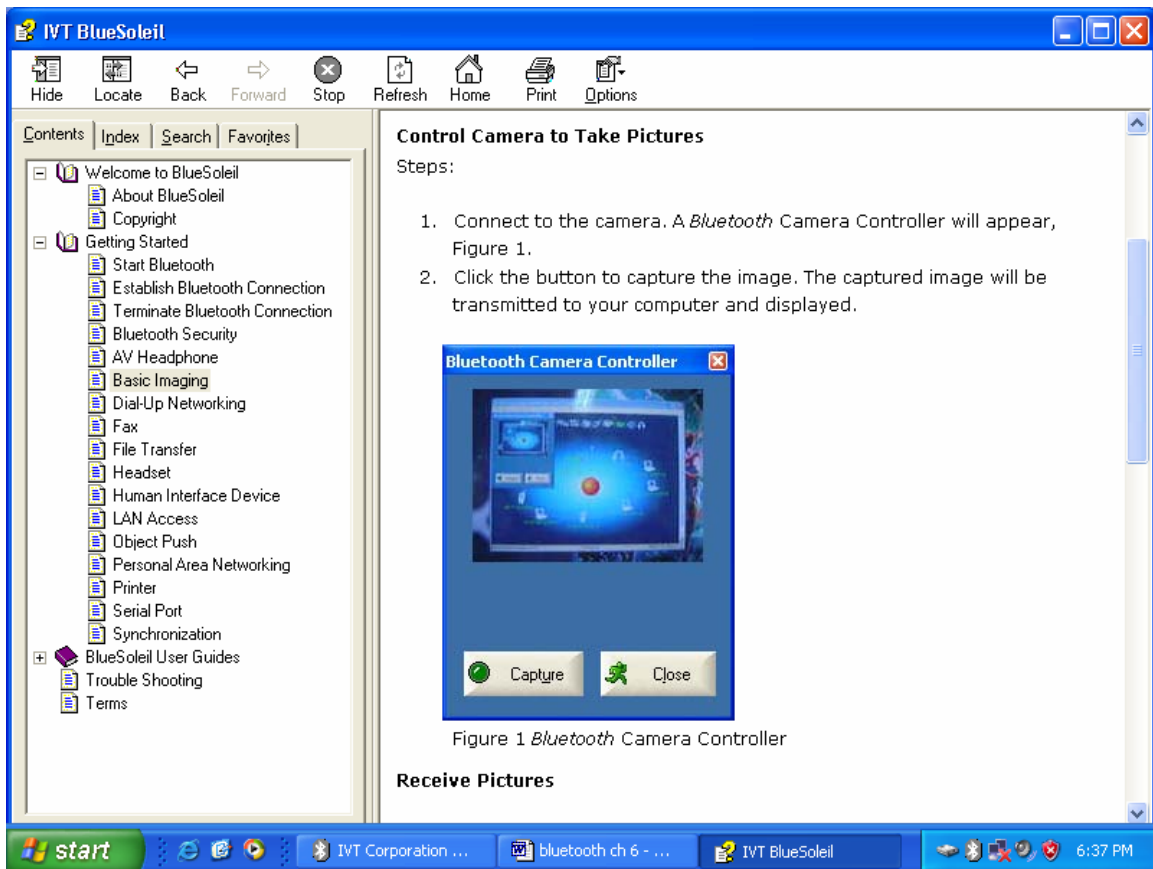 IVT BlueSoleil
Hide Locate Back Forward Stop Refresh Home Print Options
Contents Index Search Favorites
Welcome to BlueSoleil
About BlueSoleil
Copyright
Getting Started
Start Bluetooth
Establish Bluetooth Connection
Terminate Bluetooth Connection
Bluetooth Security
AV Headphone
Basic Imaging
Dial-Up Networking
Fax
File Transfer
Headset
Human Interface Device
LAN Access
Object Push
Personal Area Networking
Printer
Serial Port
Synchronization
BlueSoleil User Guides
Trouble Shooting
Terms
Control Camera to Take Pictures
Steps:
1. Connect to the camera. A Bluetooth Camera Controller will appear,
Figure 1.
2. Click the button to capture the image. The captured image will be
transmitted to your computer and displayed.
Bluetooth Camera Controller
Capture Close
Figure 1 Bluetooth Camera Controller
Receive Pictures
start IVT Corporation ... bluetooth ch 6 - ... IVT BlueSoleil 6:37 PM